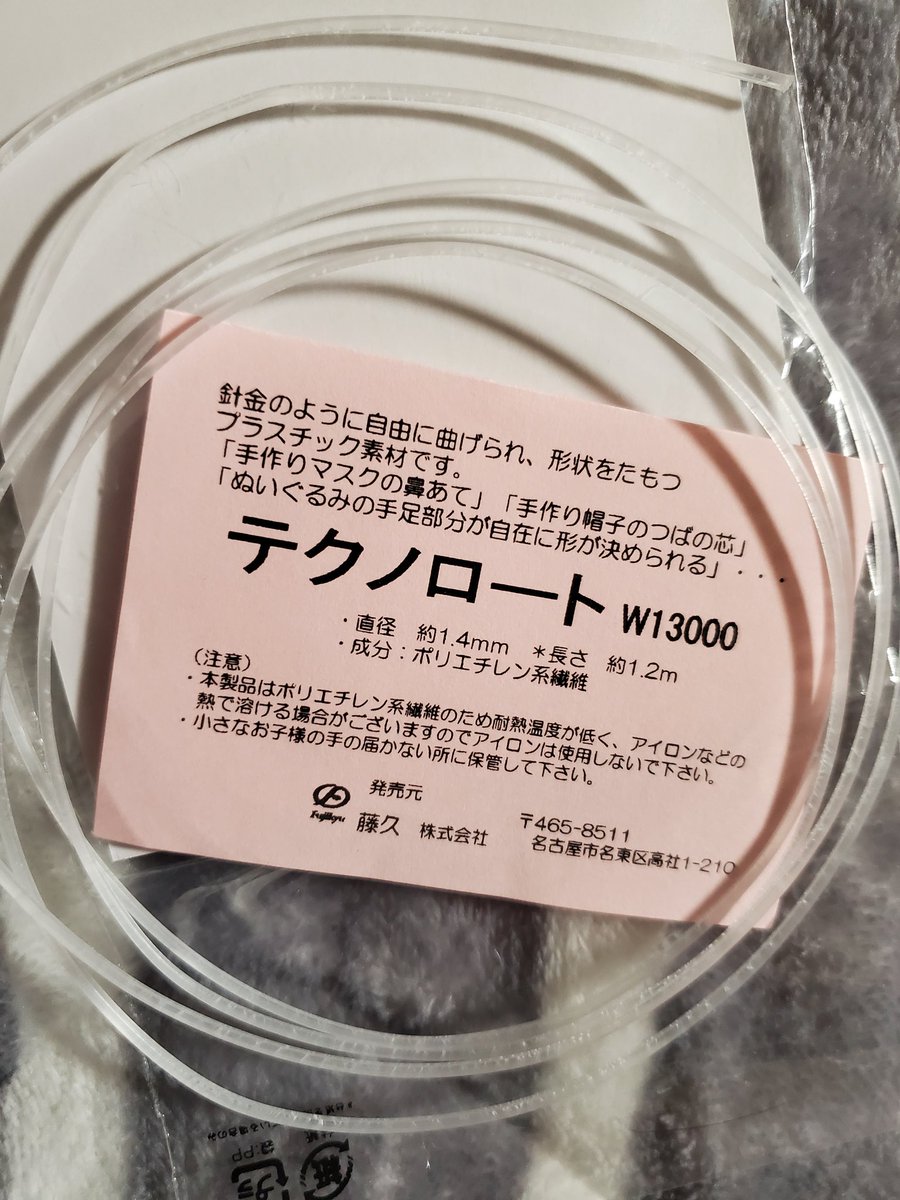 針金のように自由に曲げられ、形状をたもつ
プラスチック素材です。
「手作りマスクの鼻あて」「手作り帽子のつばの芯」
「ぬいぐるみの手足部分が自在に形が決められる」・・・
テクノロート W13000
・直径 約1.4mm *長さ 約1.2m
・成分：ポリエチレン系繊維
（注意）
・本製品はポリエチレン系繊維のため耐熱温度が低く、アイロンなどの
熱で溶ける場合がございますのでアイロンは使用しないで下さい。
・小さなお子様の手の届かない所に保管して下さい。
Fujikyu
発売元
藤久 株式会社
〒465-8511
名古屋市名東区高社1-210
袋:PP
プラ
紙